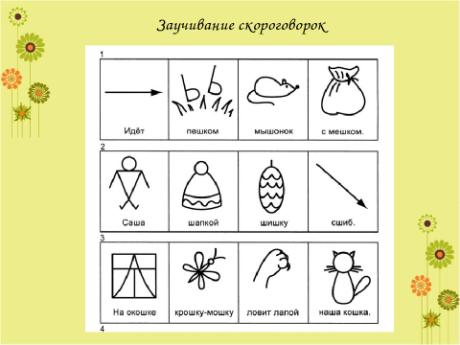 Заучивание скороговорок
1
Идёт пешком мышонок с мешком.
2
Саша шапкой шишку сшиб.
3
На окошке крошку-мошку ловит лапой наша кошка.
4